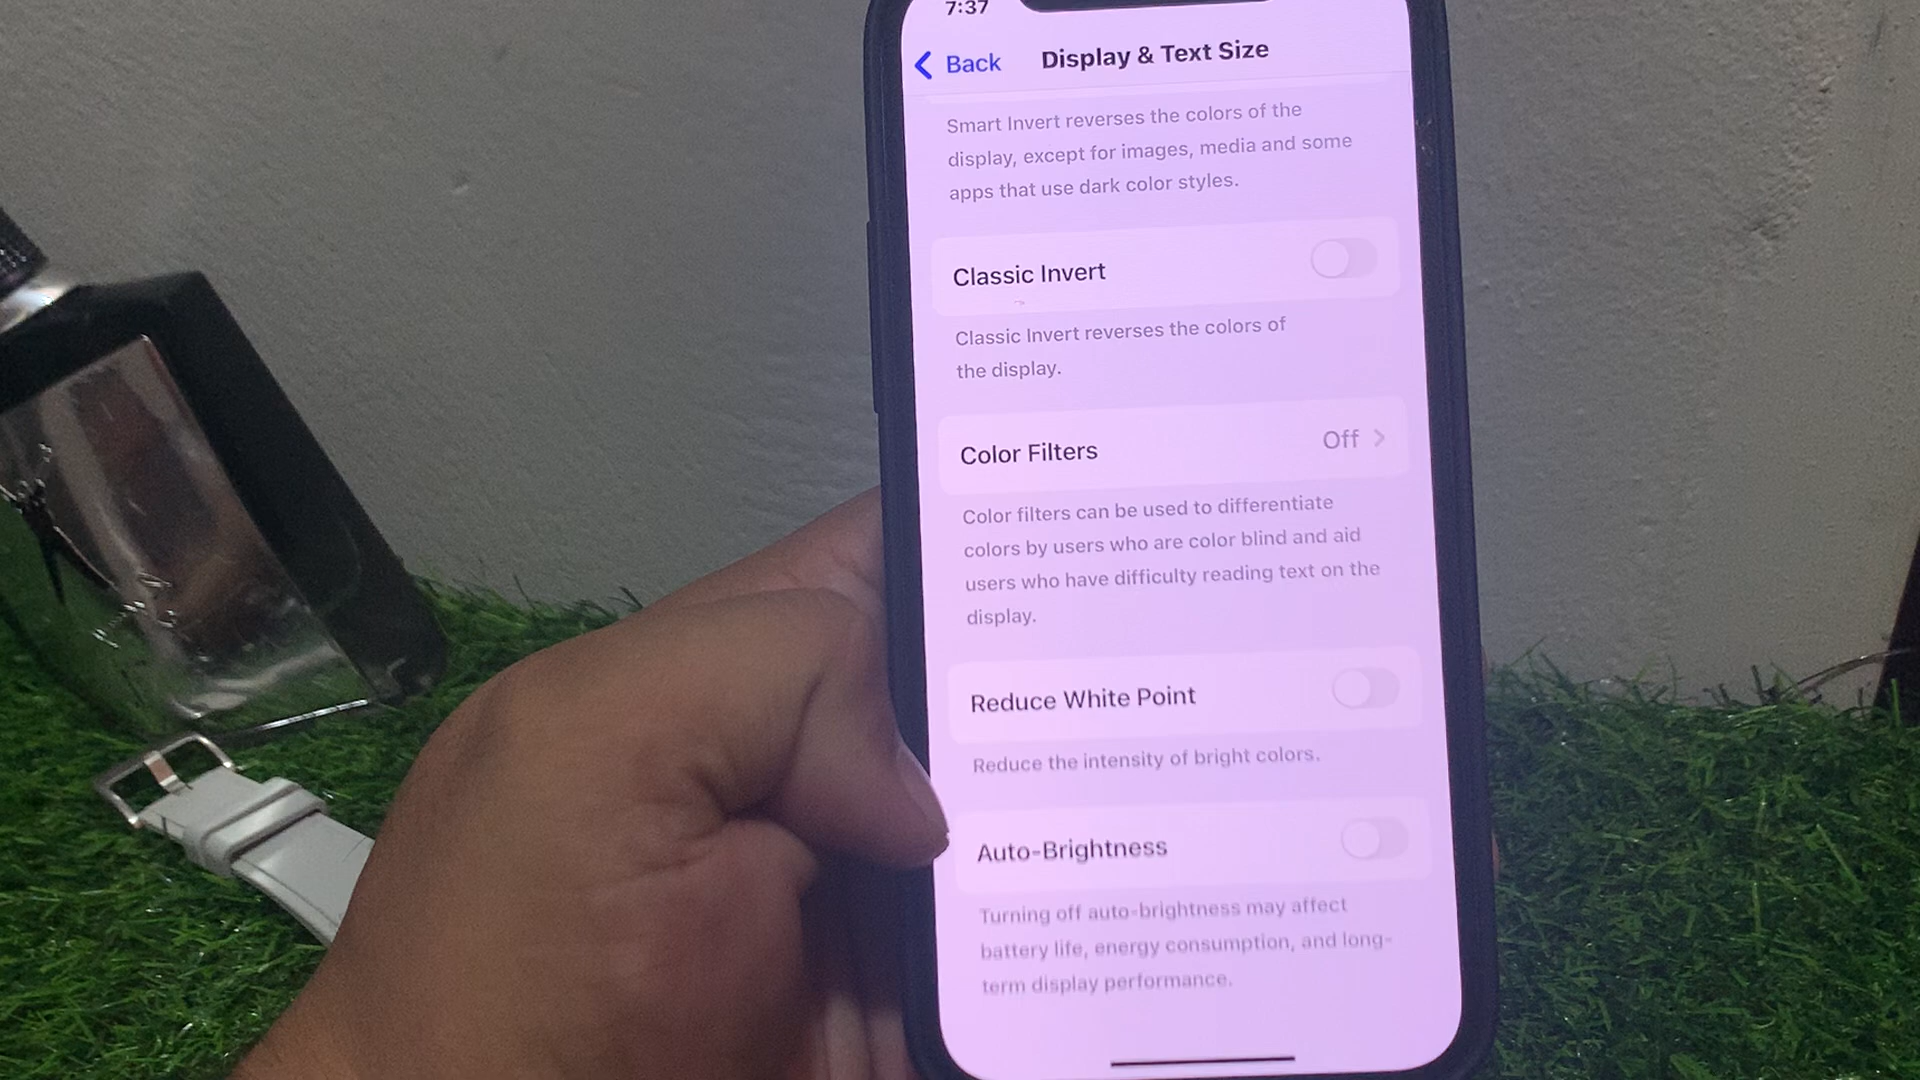 7:37
Back Display & Text Size
Smart Invert reverses the colors of the
display, except for images, media and some
apps that use dark color styles.
Classic Invert
Classic Invert reverses the colors of
the display.
Color Filters Off
Color filters can be used to differentiate
colors by users who are color blind and aid
users who have difficulty reading text on the
display.
Reduce White Point
Reduce the intensity of bright colors.
Auto-Brightness
Turning off auto-brightness may affect
battery life, energy consumption, and long-
term display performance.